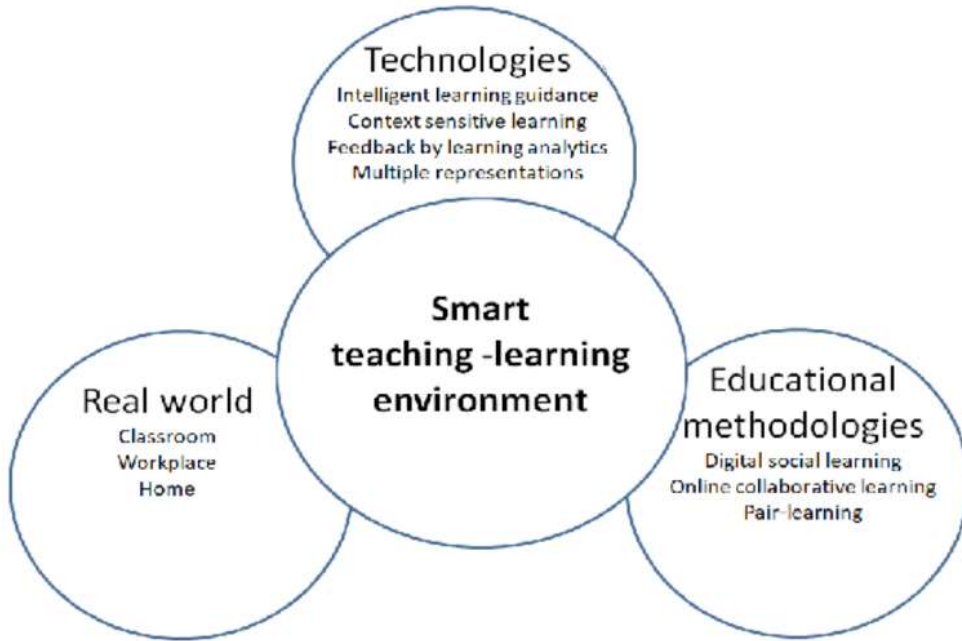 Technologies
Intelligent learning guidance
Context sensitive learning
Feedback by learning analytics
Multiple representations
Smart
teaching -learning
environment
Real world
Classroom
Workplace
Home
Educational
methodologies
Digital social learning
Online collaborative learning
Pair-learning